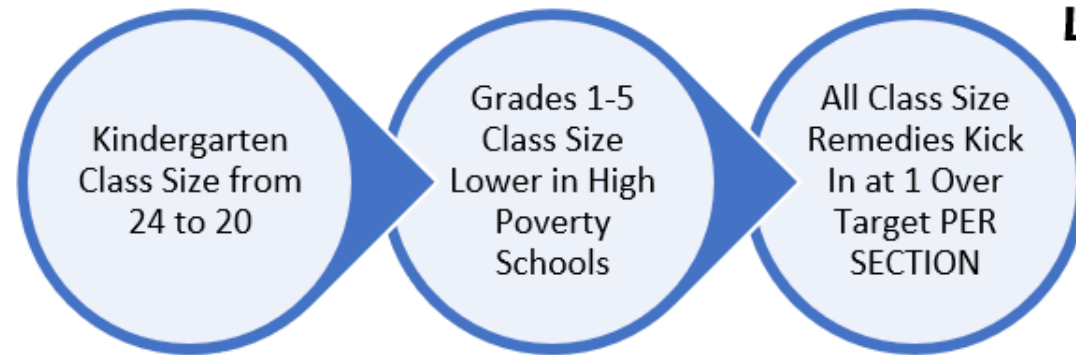 Kindergarten
Class Size from
24 to 20
Grades 1-5
Class Size
Lower in High
Poverty
Schools
All Class Size
Remedies Kick
In at 1 Over
Target PER
SECTION